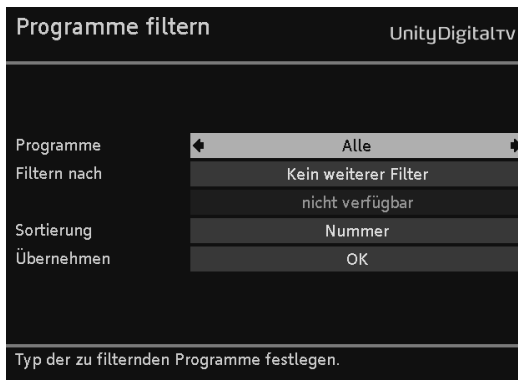 Programme filtern
UnityDigitalTV
Programme Alle
Filtern nach Kein weiterer Filter
nicht verfügbar
Sortierung Nummer
Übernehmen OK
Typ der zu filternden Programme festlegen.